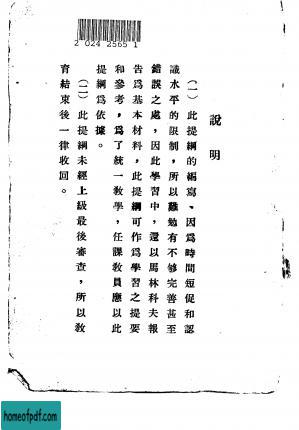 2 024 2565 1
說明
（一）此提綱的編寫、因爲時間短促和認
識水平的限制，所以難勉有不够完善甚至
錯誤之處，因此學習中，還以馬林科夫報
告爲基本材料，此提綱可作爲學習之提要
和參考，爲了統一教學，任課教員應以此
提綱爲依據。
（二）此提綱未經上級最後審查，所以教
育結束後一律收回。
homeofpdf.com